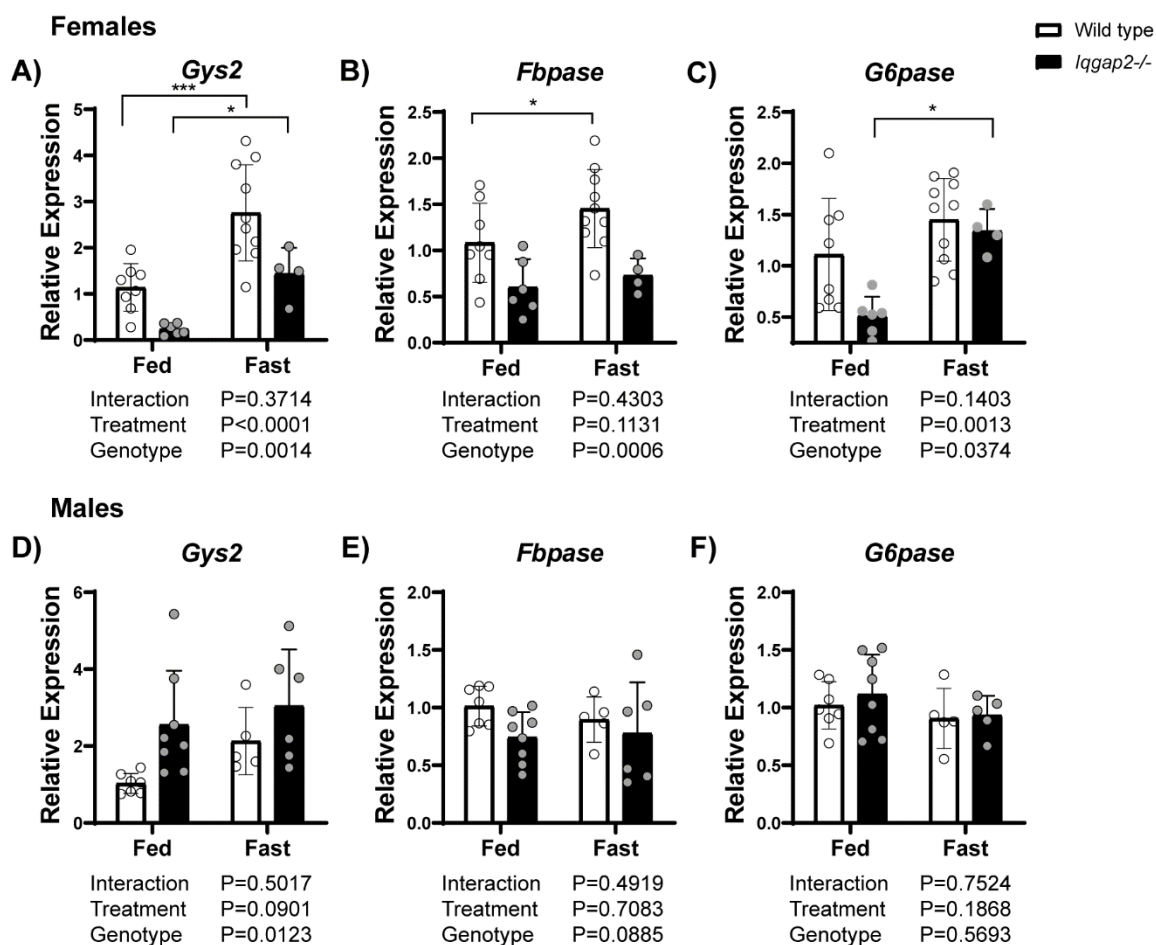 Females
Wild type
Iqgap2-/-
A) Gys2
B) Fbpase
C) G6pase
*** *
*
*
Relative Expression
5
4
3
2
1
0
Fed Fast
Relative Expression
2.5
2.0
1.5
1.0
0.5
0.0
Fed Fast
Relative Expression
2.5
2.0
1.5
1.0
0.5
Fed Fast
Interaction P=0.3714
Treatment P<0.0001
Genotype P=0.0014
Interaction P=0.4303
Treatment P=0.1131
Genotype P=0.0006
Interaction P=0.1403
Treatment P=0.0013
Genotype P=0.0374
Males
D) Gys2
E) Fbpase
F) G6pase
Relative Expression
6
4
2
0
Fed Fast
Relative Expression
2.0
1.5
1.0
0.5
0.0
Fed Fast
Relative Expression
2.0
1.5
1.0
0.5
0.0
Fed Fast
Interaction P=0.5017
Treatment P=0.0901
Genotype P=0.0123
Interaction P=0.4919
Treatment P=0.7083
Genotype P=0.0885
Interaction P=0.7524
Treatment P=0.1868
Genotype P=0.5693